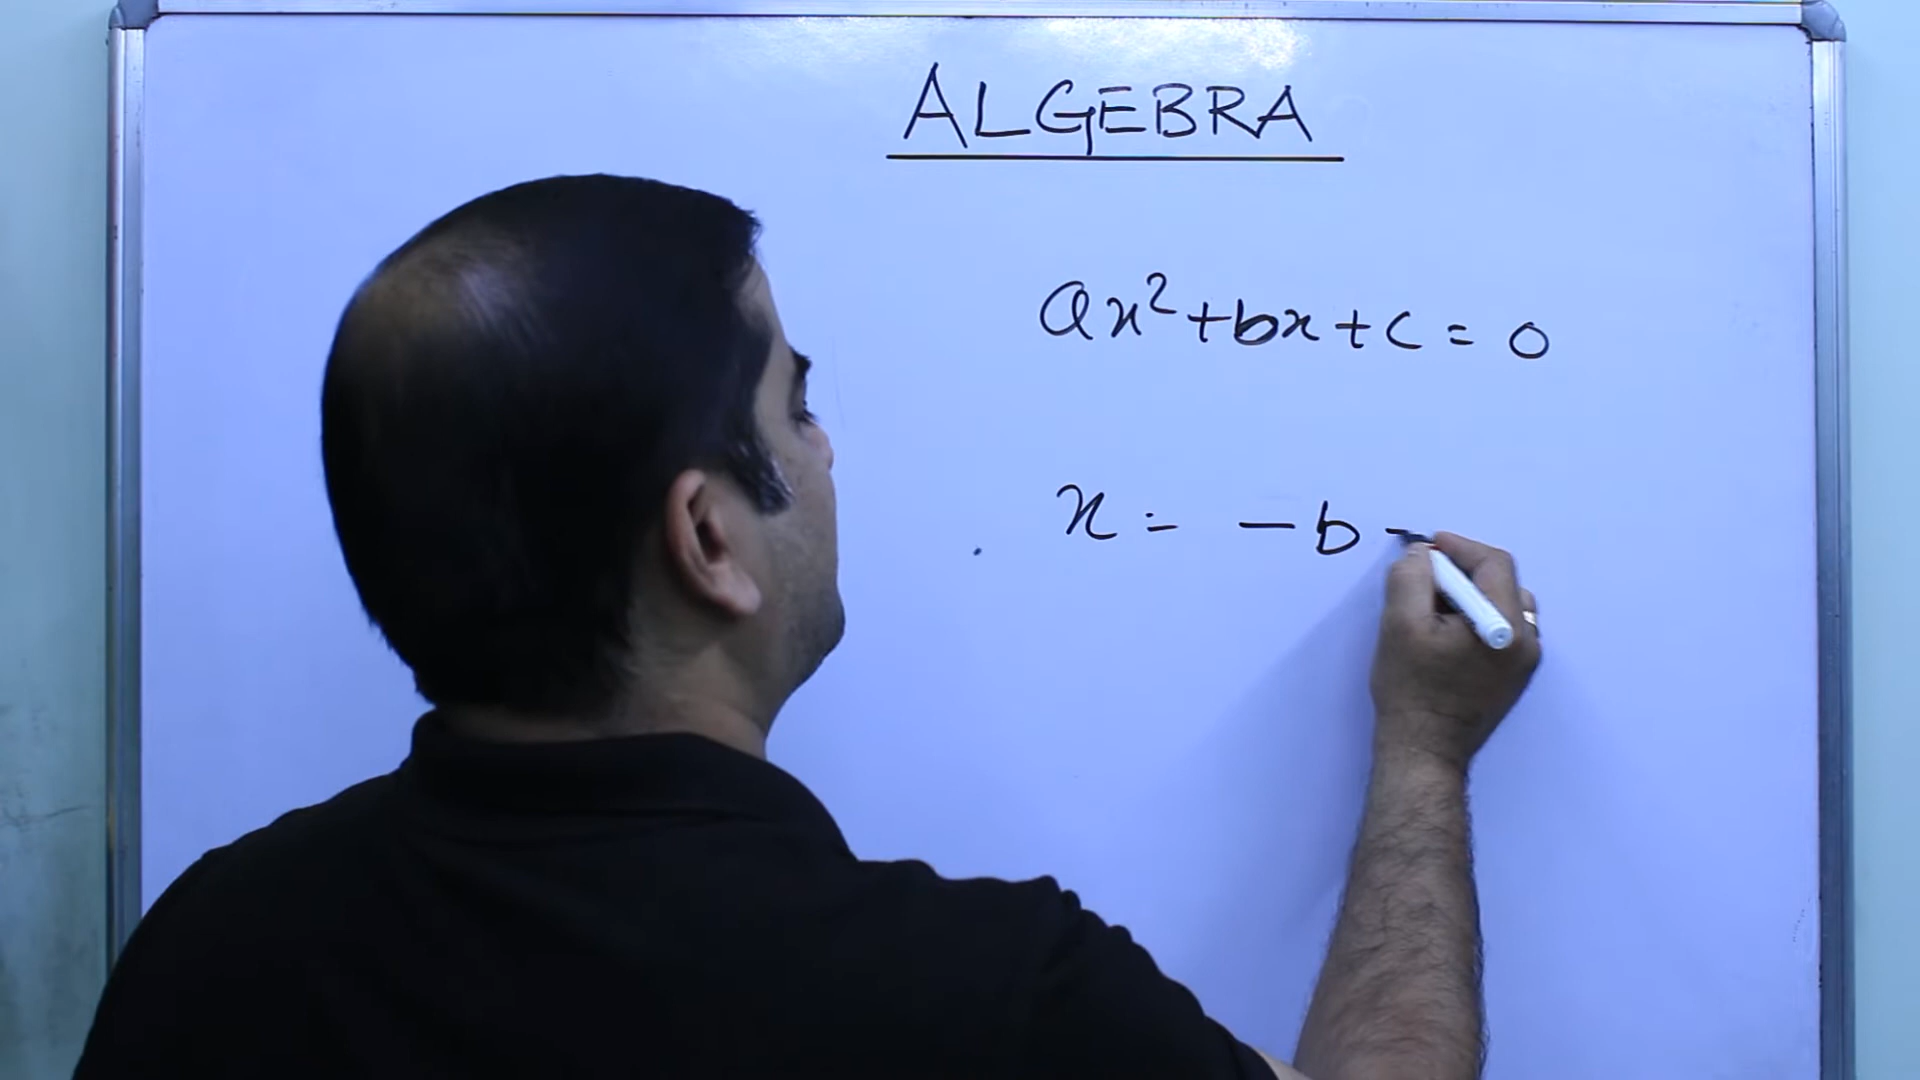 ALGEBRA
ax²+bx+c=0
x = -b -